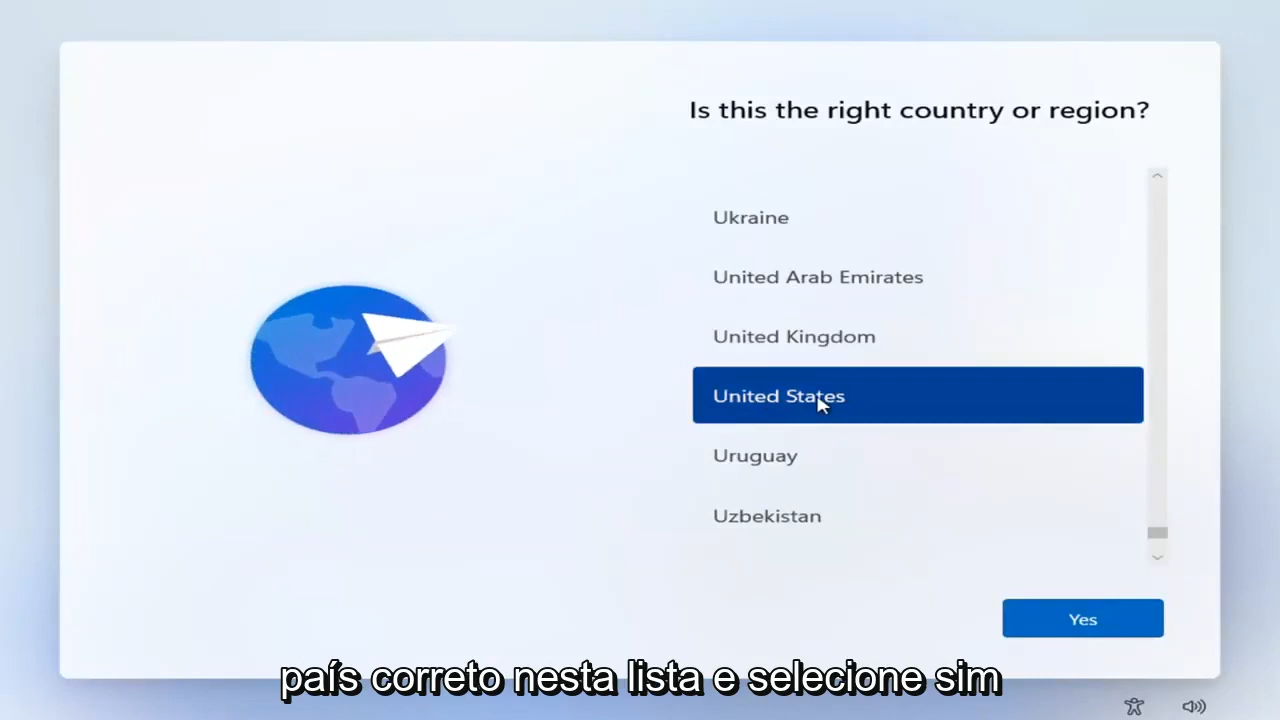 Is this the right country or region?
Ukraine
United Arab Emirates
United Kingdom
United States
Uruguay
Uzbekistan
Yes
país correto nesta lista e selecione sim